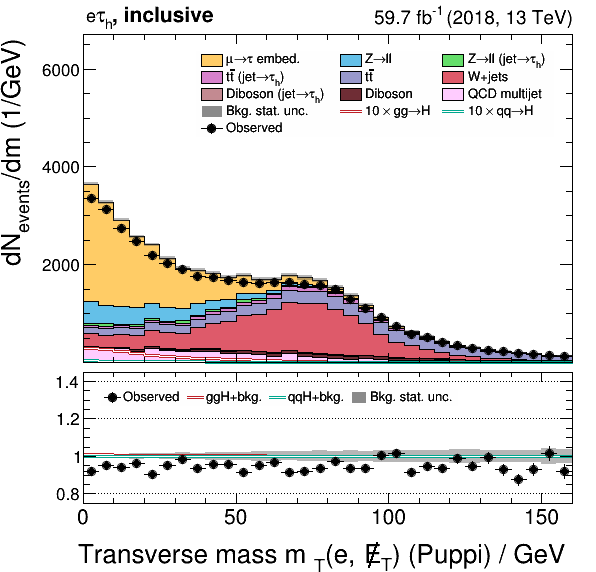 eτh, inclusive 59.7 fb⁻¹ (2018, 13 TeV)
dNevents/dm (1/GeV)
6000
4000
2000
μ→τ embed. Z→ll Z→ll (jet→τh)
tt̄ (jet→τh) tt̄ W+jets
Diboson (jet→τh) Diboson QCD multijet
Bkg. stat. unc. 10 × gg→H 10 × qq→H
Observed
1.4
1.2
1
0.8
Observed ggH+bkg. qqH+bkg. Bkg. stat. unc.
0 50 100 150
Transverse mass m T(e, E̸T) (Puppi) / GeV